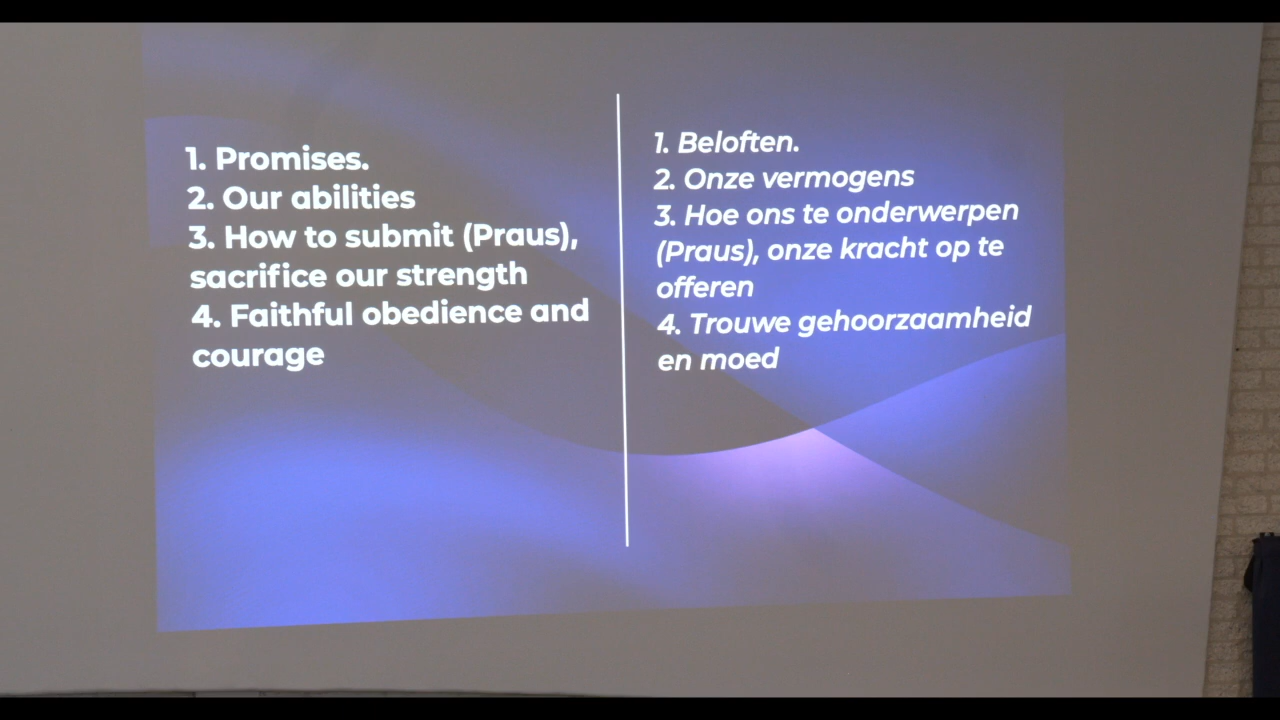 1. Promises.
2. Our abilities
3. How to submit (Praus),
sacrifice our strength
4. Faithful obedience and
courage
1. Beloften.
2. Onze vermogens
3. Hoe ons te onderwerpen
(Praus), onze kracht op te
offeren
4. Trouwe gehoorzaamheid
en moed